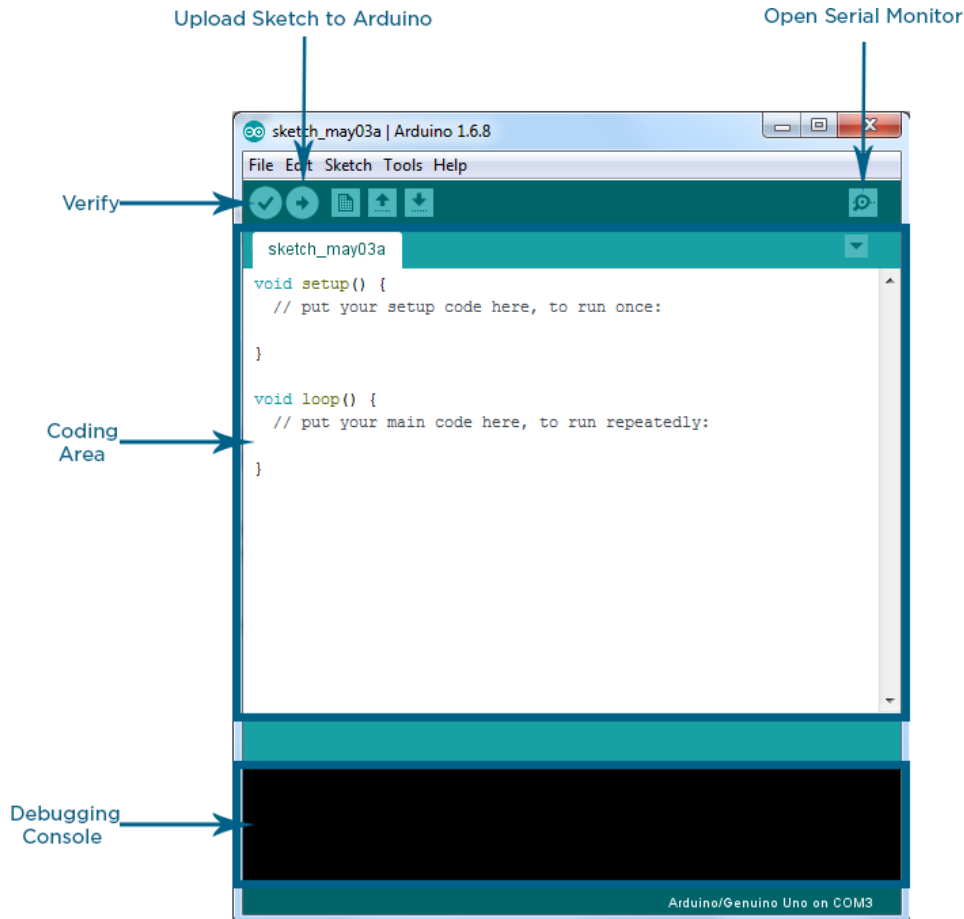 Upload Sketch to Arduino
Open Serial Monitor
sketch_may03a | Arduino 1.6.8
File Edit Sketch Tools Help
Verify
sketch_may03a
void setup() {
// put your setup code here, to run once:
}
void loop() {
// put your main code here, to run repeatedly:
}
Coding
Area
Debugging
Console
Arduino/Genuino Uno on COM3